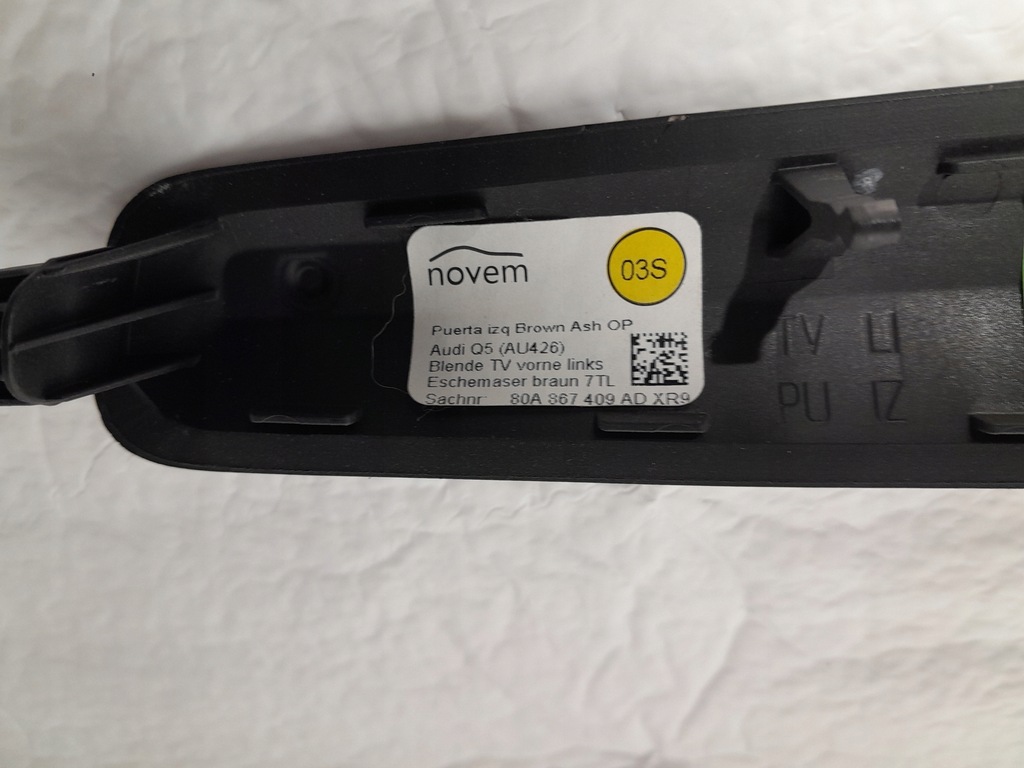 novem
03S
Puerta izq Brown Ash OP
Audi Q5 (AU426)
Blende TV vorne links
Eschemaser braun 7TL
Sachnr: 80A 867 409 AD XR9
TV LI
PU IZ